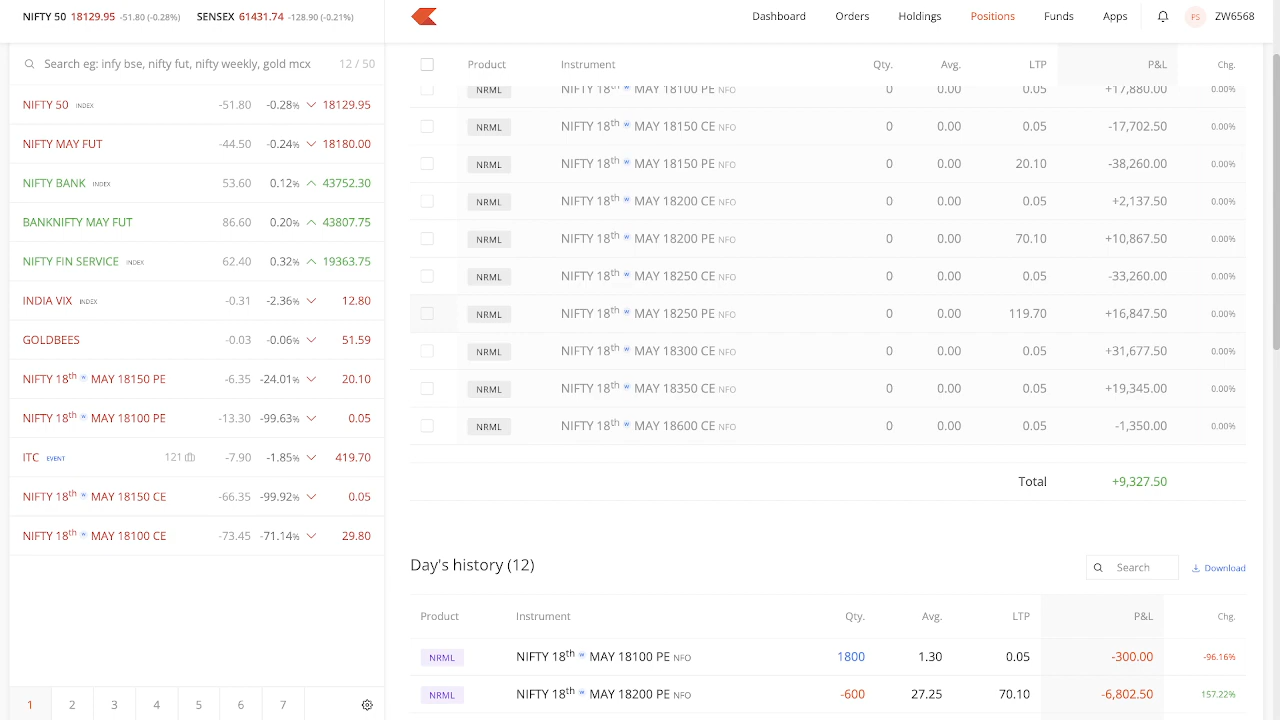 NIFTY 50 18129.95 -51.80 (-0.28%) SENSEX 61431.74 -128.90 (-0.21%)
Dashboard Orders Holdings Positions Funds Apps PS ZW6568
Search eg: infy bse, nifty fut, nifty weekly, gold mcx 12 / 50
NIFTY 50 INDEX -51.80 -0.28% 18129.95
NIFTY MAY FUT -44.50 -0.24% 18180.00
NIFTY BANK INDEX 53.60 0.12% 43752.30
BANKNIFTY MAY FUT 86.60 0.20% 43807.75
NIFTY FIN SERVICE INDEX 62.40 0.32% 19363.75
INDIA VIX INDEX -0.31 -2.36% 12.80
GOLDBEES -0.03 -0.06% 51.59
NIFTY 18th w MAY 18150 PE -6.35 -24.01% 20.10
NIFTY 18th w MAY 18100 PE -13.30 -99.63% 0.05
ITC EVENT 121 -7.90 -1.85% 419.70
NIFTY 18th w MAY 18150 CE -66.35 -99.92% 0.05
NIFTY 18th w MAY 18100 CE -73.45 -71.14% 29.80
1 2 3 4 5 6 7
Product Instrument Qty. Avg. LTP P&L Chg.
NRML NIFTY 18th w MAY 18100 PE NFO 0 0.00 0.05 +17,880.00 0.00%
NRML NIFTY 18th w MAY 18150 CE NFO 0 0.00 0.05 -17,702.50 0.00%
NRML NIFTY 18th w MAY 18150 PE NFO 0 0.00 20.10 -38,260.00 0.00%
NRML NIFTY 18th w MAY 18200 CE NFO 0 0.00 0.05 +2,137.50 0.00%
NRML NIFTY 18th w MAY 18200 PE NFO 0 0.00 70.10 +10,867.50 0.00%
NRML NIFTY 18th w MAY 18250 CE NFO 0 0.00 0.05 -33,260.00 0.00%
NRML NIFTY 18th w MAY 18250 PE NFO 0 0.00 119.70 +16,847.50 0.00%
NRML NIFTY 18th w MAY 18300 CE NFO 0 0.00 0.05 +31,677.50 0.00%
NRML NIFTY 18th w MAY 18350 CE NFO 0 0.00 0.05 +19,345.00 0.00%
NRML NIFTY 18th w MAY 18600 CE NFO 0 0.00 0.05 -1,350.00 0.00%
Total +9,327.50
Day's history (12) Search Download
Product Instrument Qty. Avg. LTP P&L Chg.
NRML NIFTY 18th w MAY 18100 PE NFO 1800 1.30 0.05 -300.00 -96.16%
NRML NIFTY 18th w MAY 18200 PE NFO -600 27.25 70.10 -6,802.50 157.22%